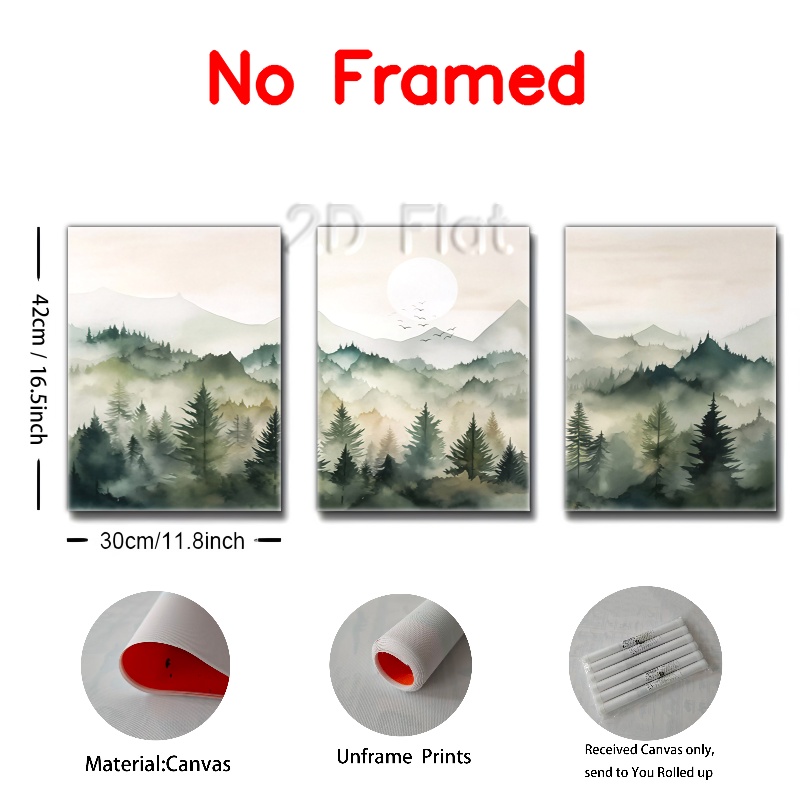 No Framed
2D Flat
42cm / 16.5inch
30cm/11.8inch
Material:Canvas
Unframe Prints
Received Canvas only,
send to You Rolled up